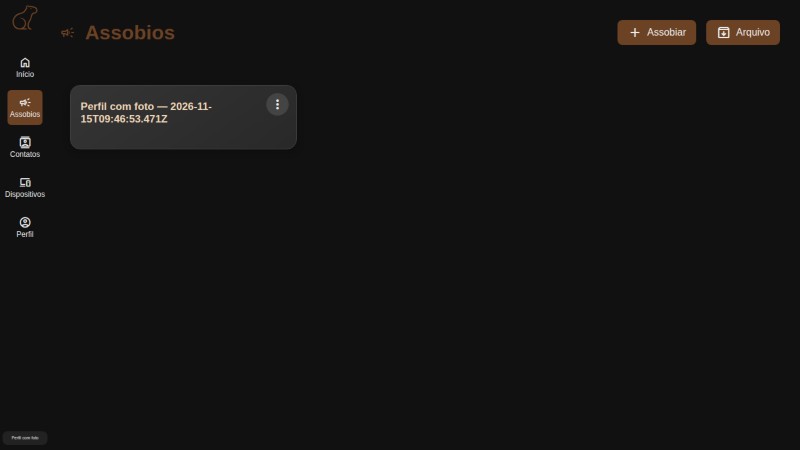 Assobios
Assobiar
Arquivo
Início
Assobios
Contatos
Dispositivos
Perfil
Perfil com foto — 2026-11-
15T09:46:53.471Z
Perfil com foto